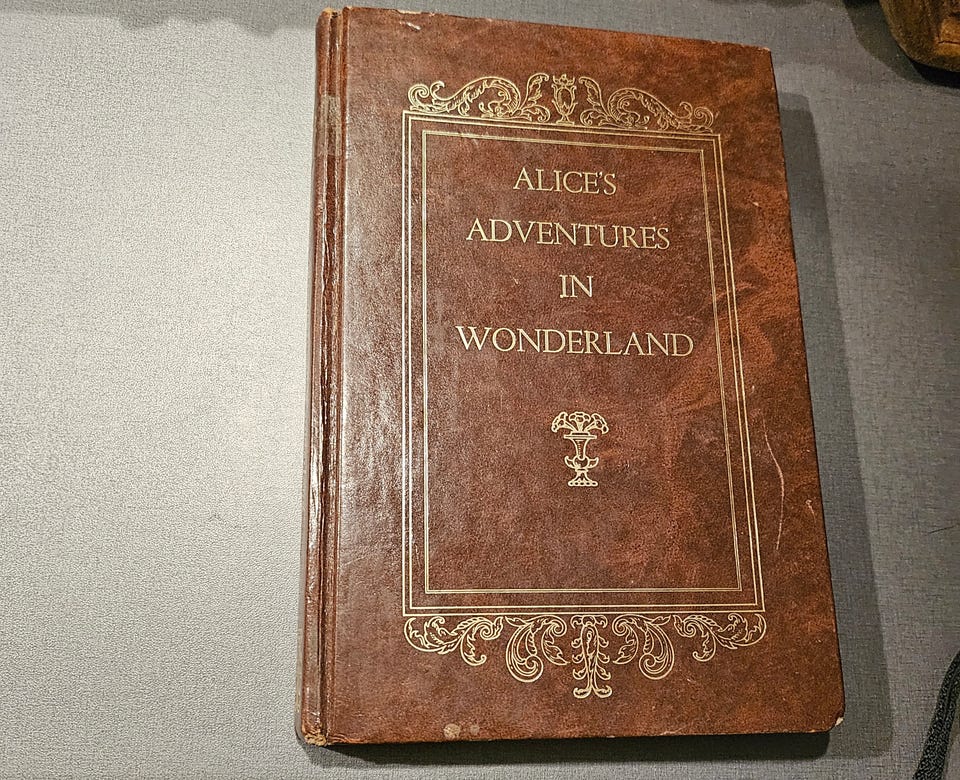 ALICE'S
ADVENTURES
IN
WONDERLAND